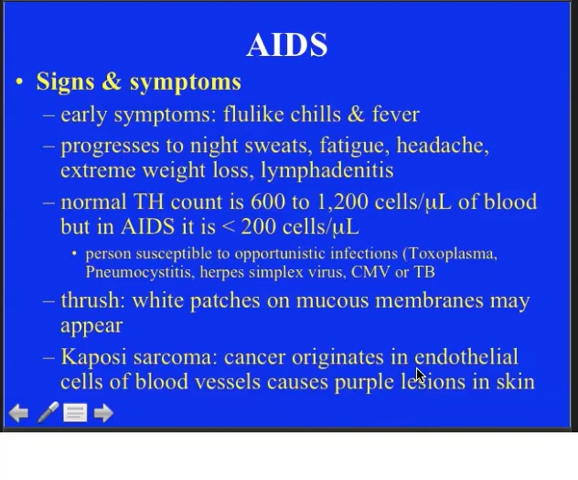 AIDS
• Signs & symptoms
– early symptoms: flulike chills & fever
– progresses to night sweats, fatigue, headache,
extreme weight loss, lymphadenitis
– normal TH count is 600 to 1,200 cells/μL of blood
but in AIDS it is < 200 cells/μL
• person susceptible to opportunistic infections (Toxoplasma,
Pneumocystitis, herpes simplex virus, CMV or TB
– thrush: white patches on mucous membranes may
appear
– Kaposi sarcoma: cancer originates in endothelial
cells of blood vessels causes purple lesions in skin